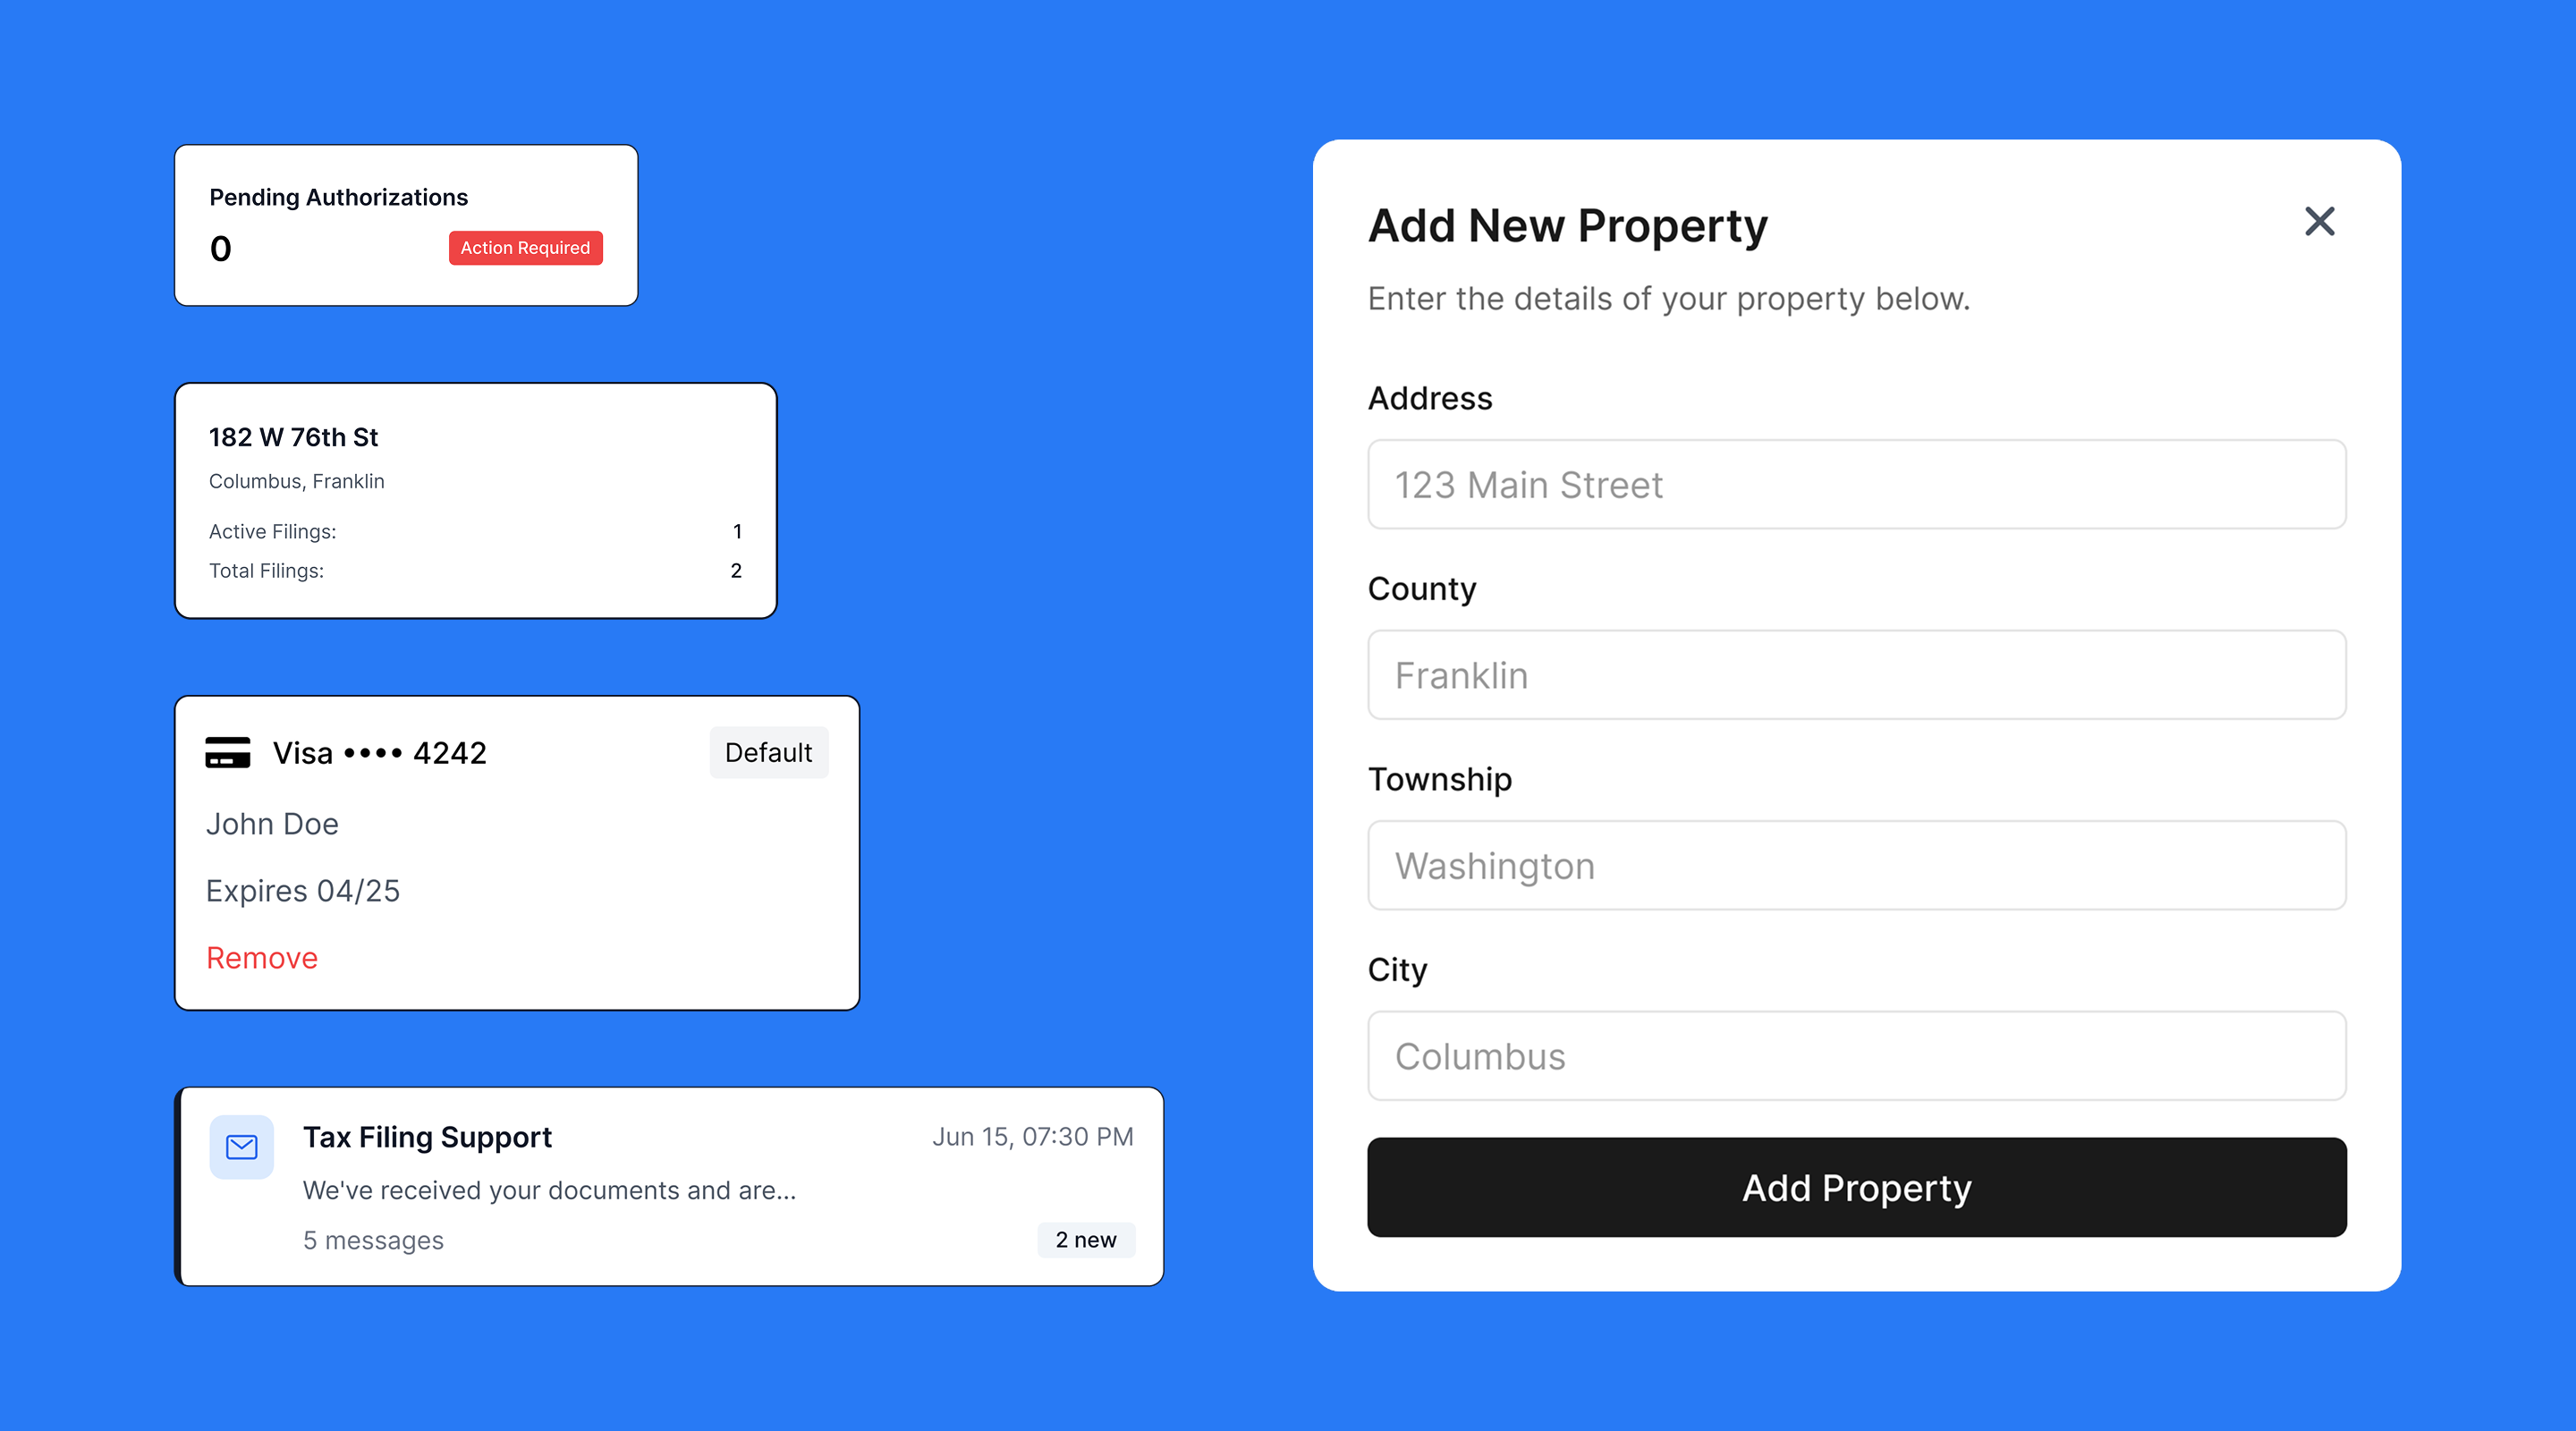 Pending Authorizations
0
Action Required
182 W 76th St
Columbus, Franklin
Active Filings: 1
Total Filings: 2
Visa •••• 4242
Default
John Doe
Expires 04/25
Remove
Tax Filing Support
Jun 15, 07:30 PM
We've received your documents and are...
5 messages
2 new
Add New Property
Enter the details of your property below.
Address
123 Main Street
County
Franklin
Township
Washington
City
Columbus
Add Property